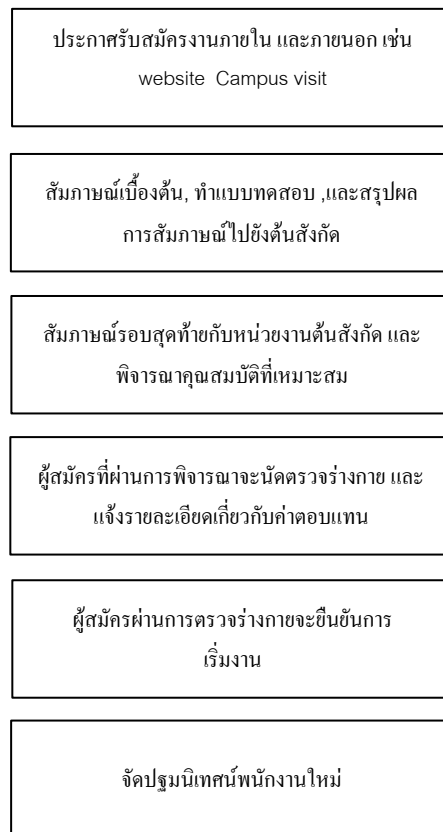 ประกาศรับสมัครงานภายใน และภายนอก เช่น
website Campus visit
สัมภาษณ์เบื้องต้น, ทำแบบทดสอบ ,และสรุปผล
การสัมภาษณ์ไปยังต้นสังกัด
สัมภาษณ์รอบสุดท้ายกับหน่วยงานต้นสังกัด และ
พิจารณาคุณสมบัติที่เหมาะสม
ผู้สมัครที่ผ่านการพิจารณาจะนัดตรวจร่างกาย และ
แจ้งรายละเอียดเกี่ยวกับค่าตอบแทน
ผู้สมัครผ่านการตรวจร่างกายจะยืนยันการ
เริ่มงาน
จัดปฐมนิเทศน์พนักงานใหม่